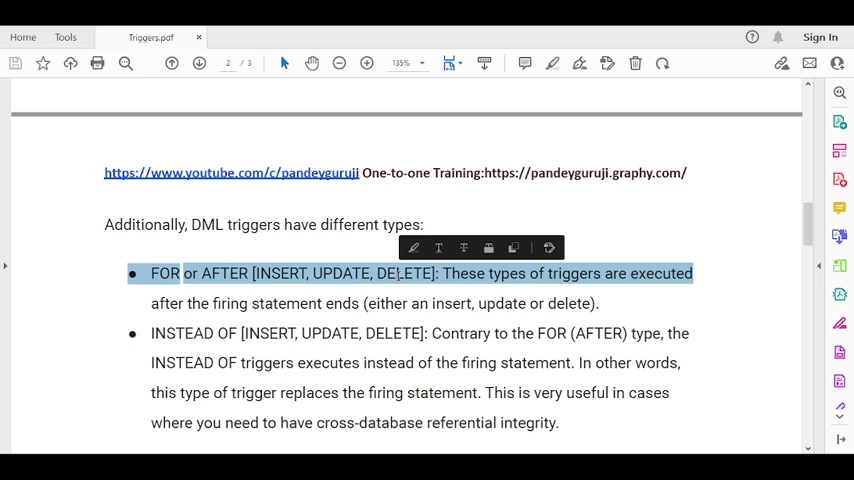 Home Tools Triggers.pdf × Sign In
2 / 3 135%
https://www.youtube.com/c/pandeyguruji One-to-one Training:https://pandeyguruji.graphy.com/
Additionally, DML triggers have different types:
● FOR or AFTER [INSERT, UPDATE, DELETE]: These types of triggers are executed
after the firing statement ends (either an insert, update or delete).
● INSTEAD OF [INSERT, UPDATE, DELETE]: Contrary to the FOR (AFTER) type, the
INSTEAD OF triggers executes instead of the firing statement. In other words,
this type of trigger replaces the firing statement. This is very useful in cases
where you need to have cross-database referential integrity.